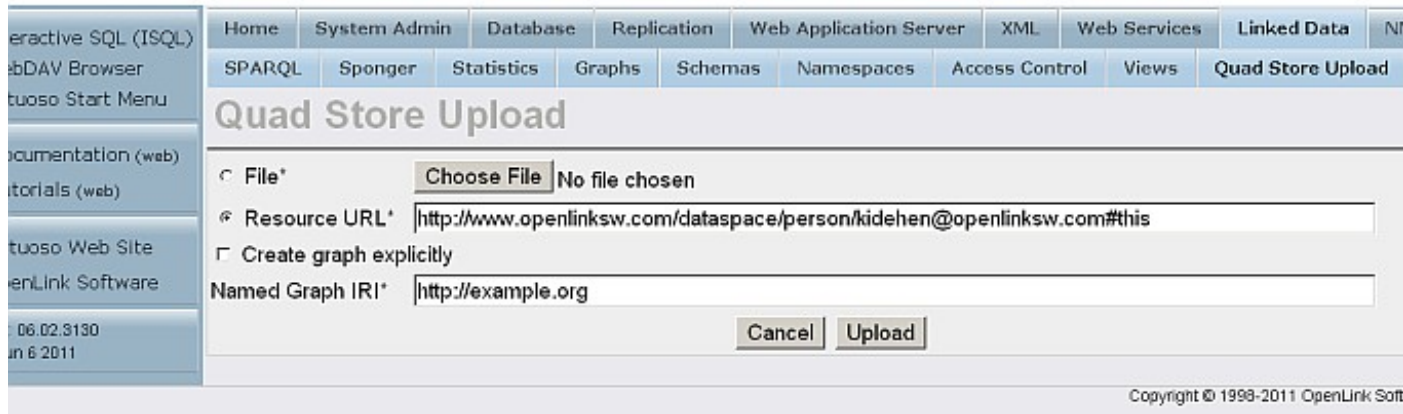 eractive SQL (ISQL)
ebDAV Browser
tuoso Start Menu
ocumentation (web)
torials (web)
tuoso Web Site
enLink Software
: 06.02.3130
un 6 2011
Home System Admin Database Replication Web Application Server XML Web Services Linked Data
SPARQL Sponger Statistics Graphs Schemas Namespaces Access Control Views Quad Store Upload
Quad Store Upload
File* Choose File No file chosen
Resource URL* http://www.openlinksw.com/dataspace/person/kidehen@openlinksw.com#this
Create graph explicitly
Named Graph IRI* http://example.org
Cancel Upload
Copyright © 1998-2011 OpenLink Soft